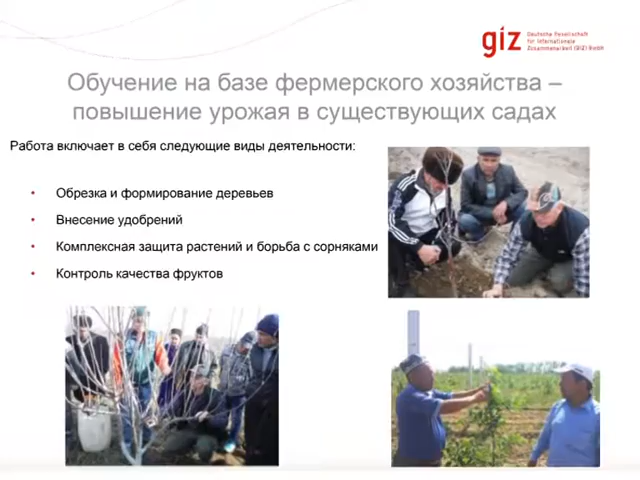 giz Deutsche Gesellschaft
für Internationale
Zusammenarbeit (GIZ) GmbH
Обучение на базе фермерского хозяйства –
повышение урожая в существующих садах
Работа включает в себя следующие виды деятельности:
• Обрезка и формирование деревьев
• Внесение удобрений
• Комплексная защита растений и борьба с сорняками
• Контроль качества фруктов